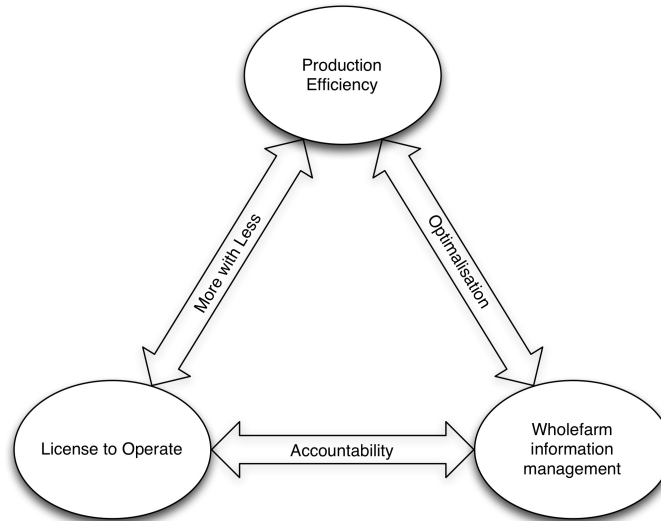 Production
Efficiency
More with Less
Optimalisation
License to Operate
Accountability
Wholefarm
information
management